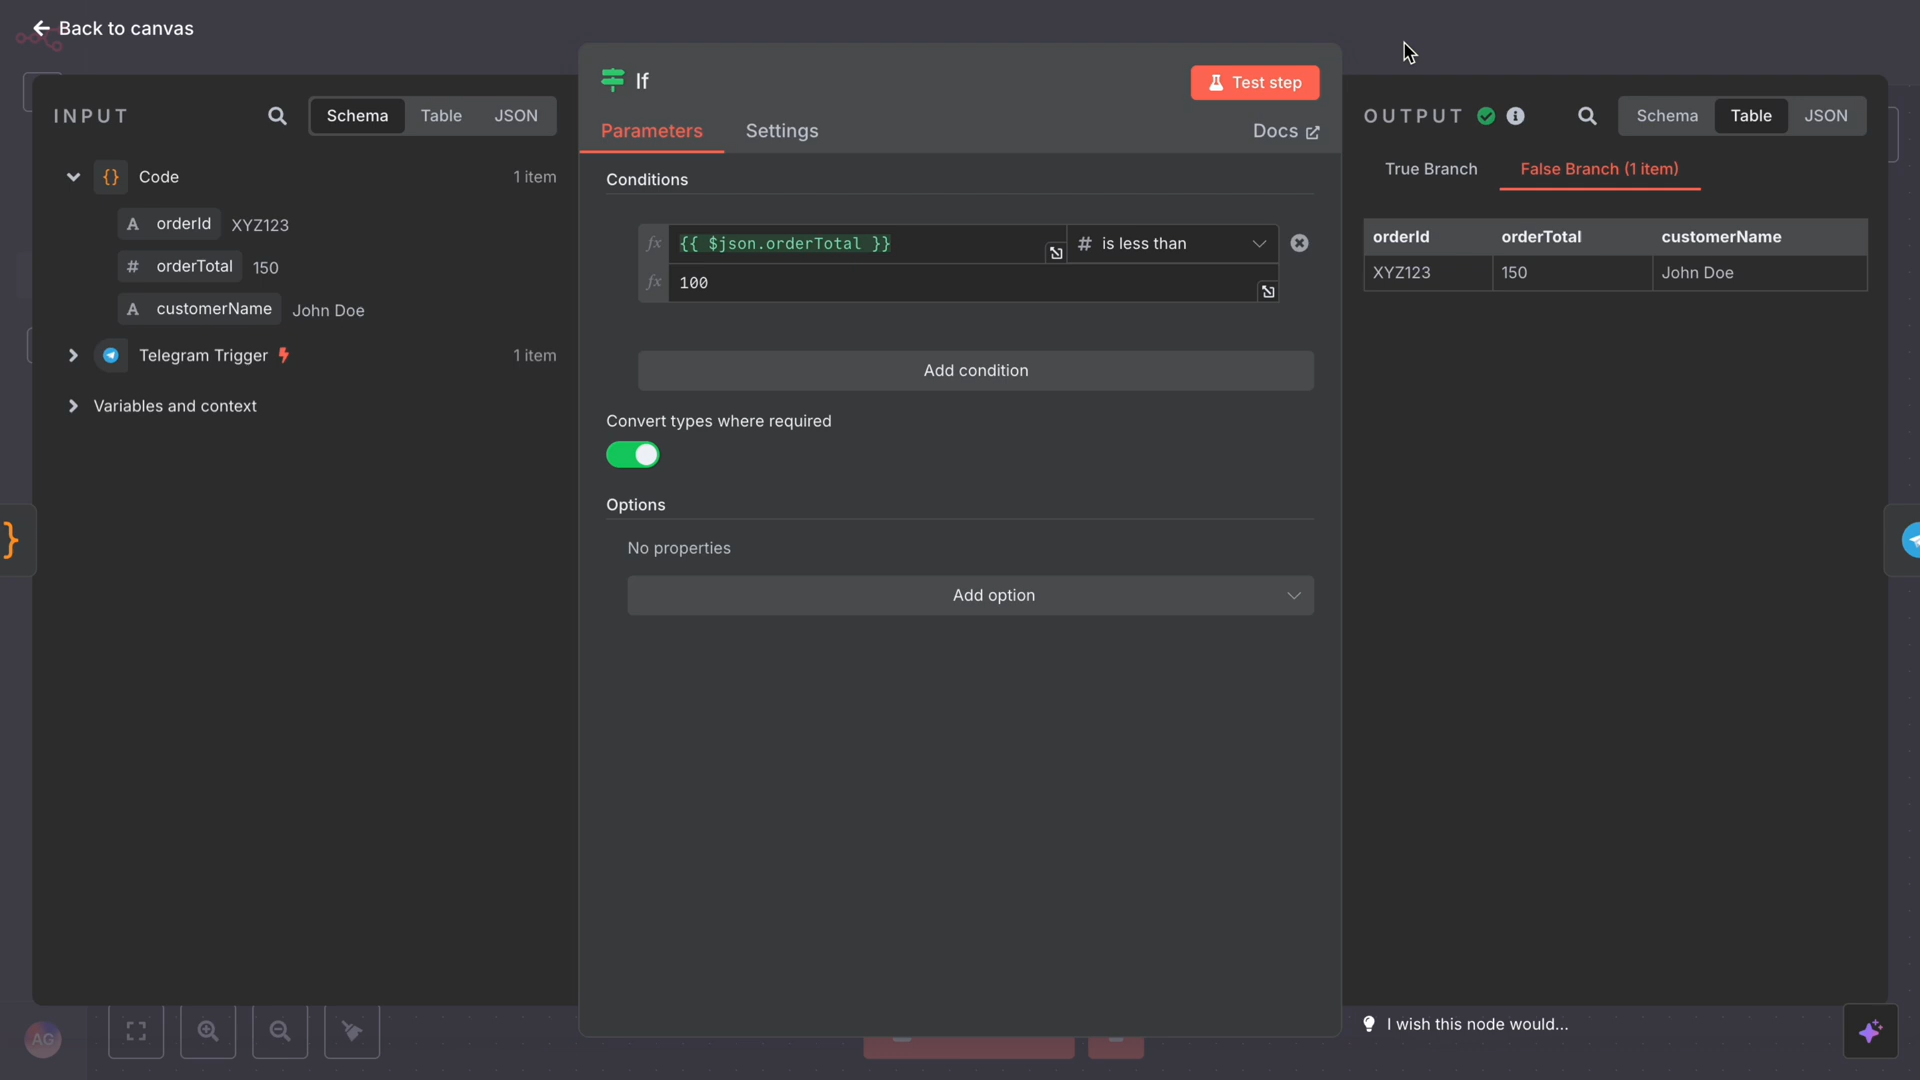 Back to canvas
INPUT
Schema
Table
JSON
{} Code
1 item
A orderId XYZ123
# orderTotal 150
A customerName John Doe
Telegram Trigger
1 item
Variables and context
}
If
Test step
Parameters
Settings
Docs
Conditions
fx {{ $json.orderTotal }}
# is less than
fx 100
Add condition
Convert types where required
Options
No properties
Add option
OUTPUT
Schema
Table
JSON
True Branch
False Branch (1 item)
orderId orderTotal customerName
XYZ123 150 John Doe
AG
I wish this node would...